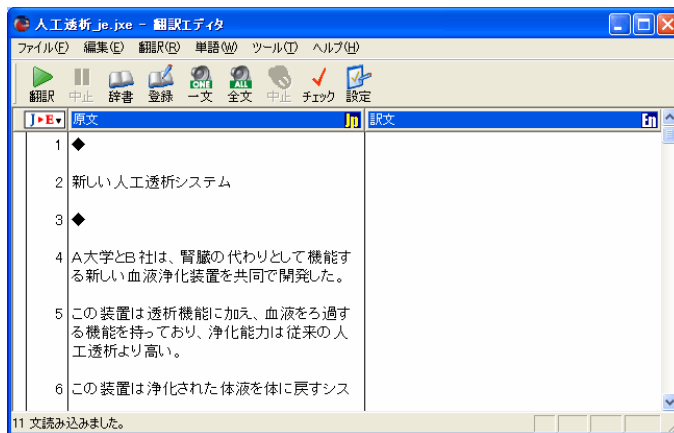 人工透析_je.jxe - 翻訳エディタ
ファイル(F) 編集(E) 翻訳(R) 単語(W) ツール(T) ヘルプ(H)
ONE ALL
翻訳 中止 辞書 登録 一文 全文 中止 チェック 設定
J▶E▼ 原文 Jp 訳文 En
1 ◆
2 新しい人工透析システム
3 ◆
4 A大学とB社は、腎臓の代わりとして機能す
る新しい血液浄化装置を共同で開発した。
5 この装置は透析機能に加え、血液をろ過す
る機能を持っており、浄化能力は従来の人
工透析より高い。
6 この装置は浄化された体液を体に戻すシス
11 文読み込みました。